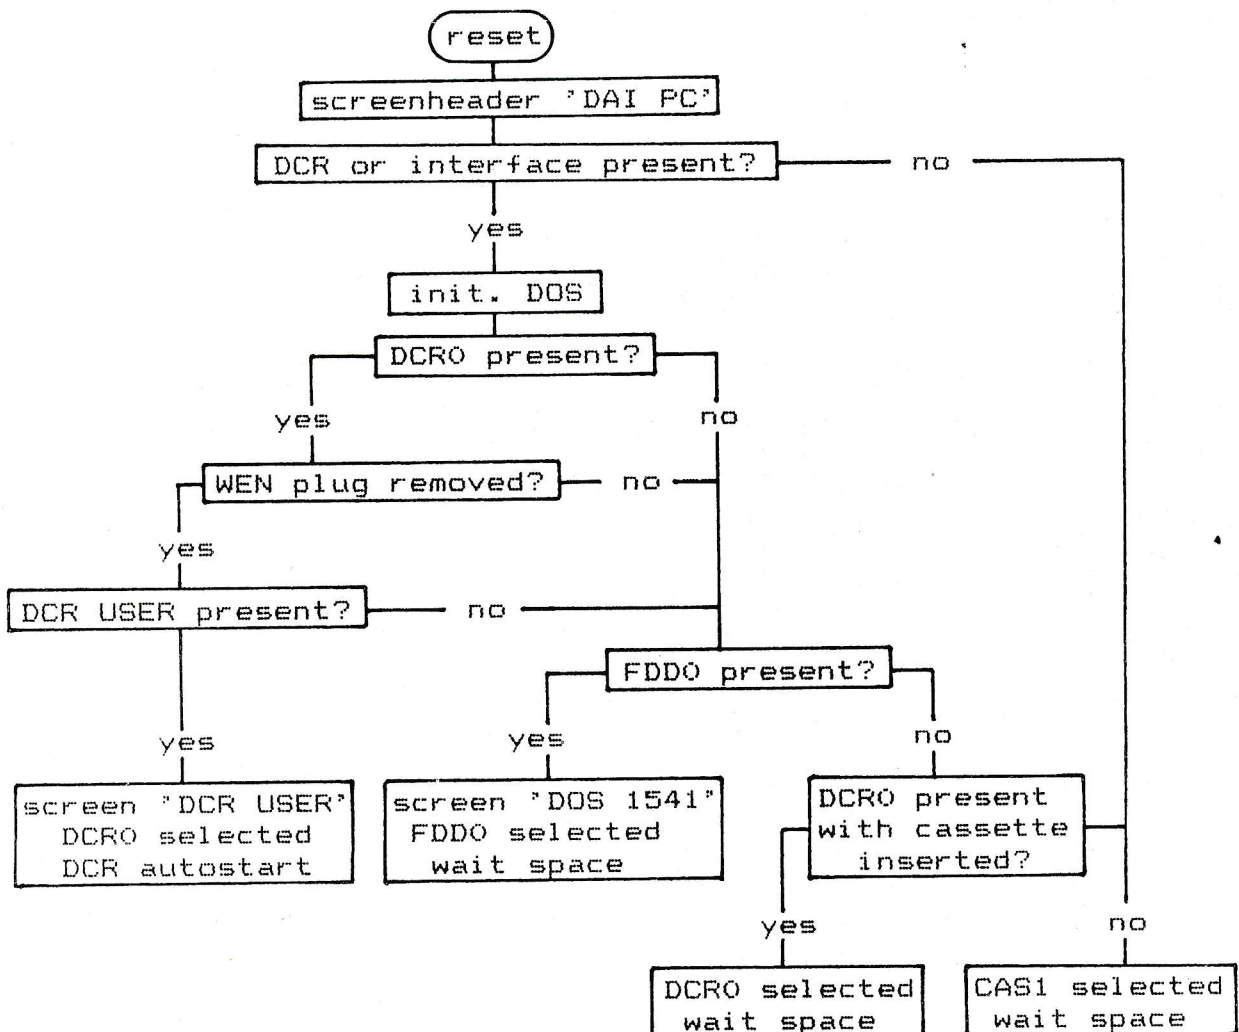 reset
screenheader 'DAI PC'
DCR or interface present?
no
yes
init. DOS
DCR0 present?
yes
no
WEN plug removed?
no
yes
DCR USER present?
no
FDD0 present?
yes
yes
no
screen "DCR USER"
DCR0 selected
DCR autostart
screen "DOS 1541"
FDD0 selected
wait space
DCR0 present
with cassette
inserted?
yes
no
DCR0 selected
wait space
CAS1 selected
wait space